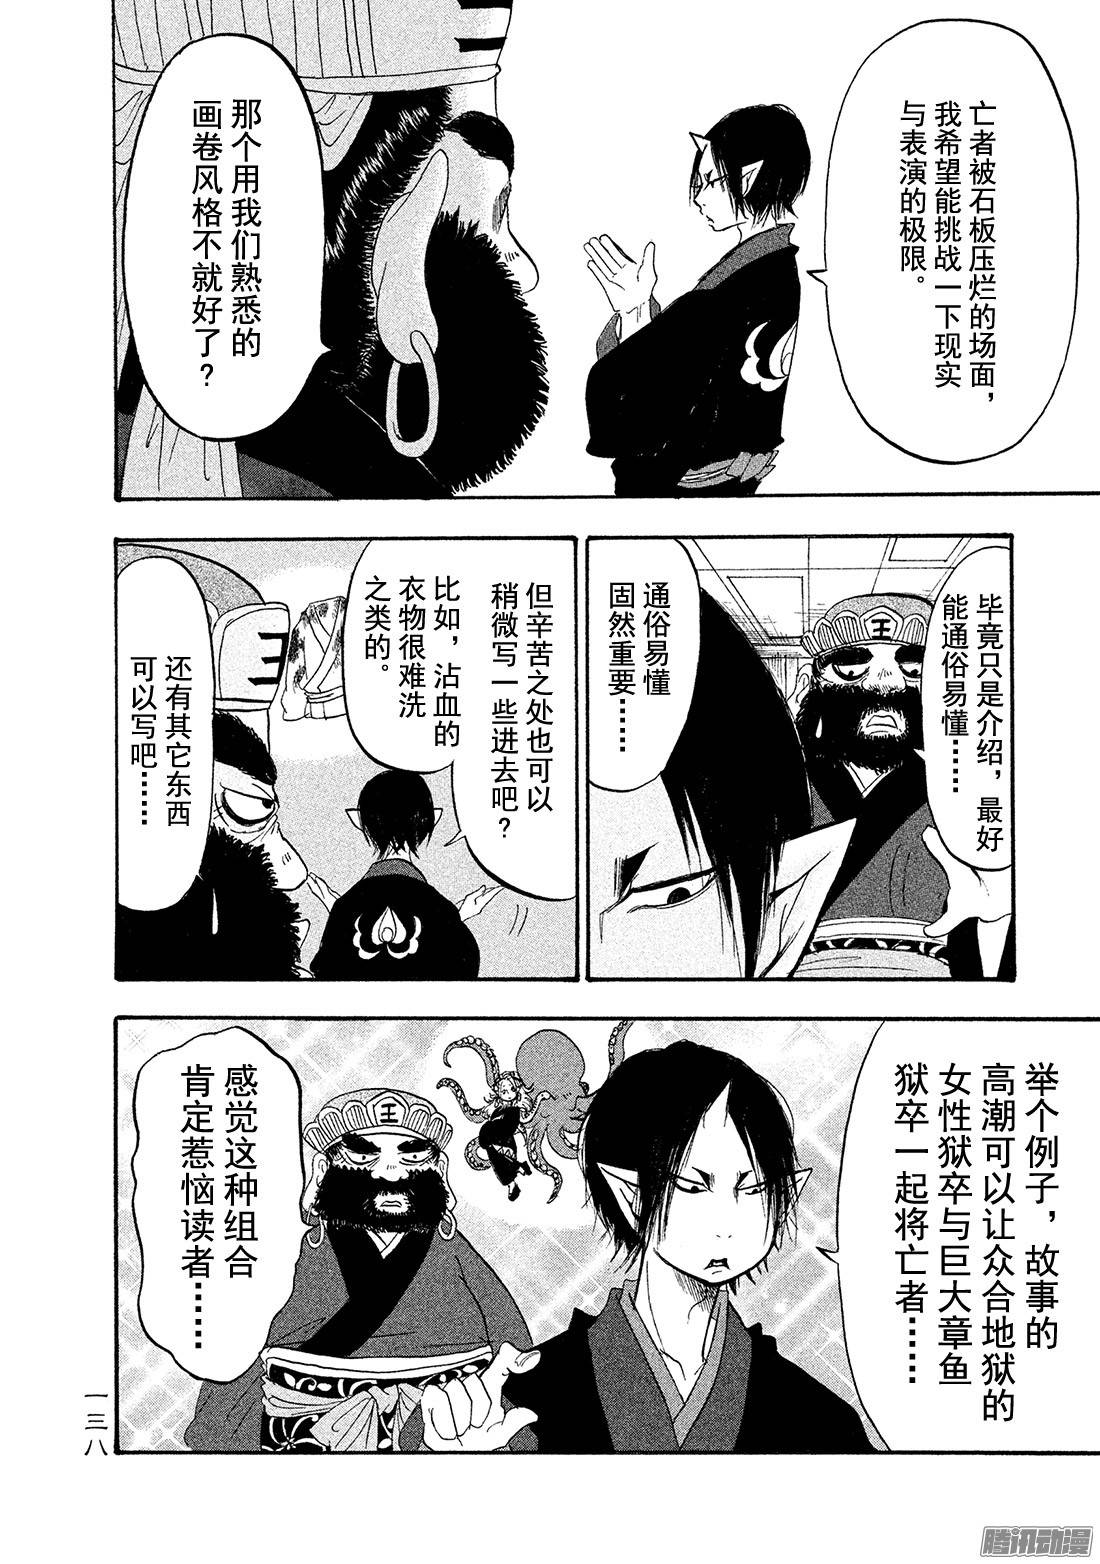 亡者被石板压烂的场面，
我希望能挑战一下现实
与表演的极限。
那个用我们熟悉的
画卷风格不就好了？
毕竟只是介绍，最好
能通俗易懂……
王
通俗易懂
固然重要……
但辛苦之处也可以
稍微写一些进去吧？
比如，沾血的
衣物很难洗
之类的。
王
还有其它东西
可以写吧……
举个例子，故事的
高潮可以让众合地狱的
女性狱卒与巨大章鱼
狱卒一起将亡者……
王
感觉这种组合
肯定惹恼读者……
一三八
腾讯动漫